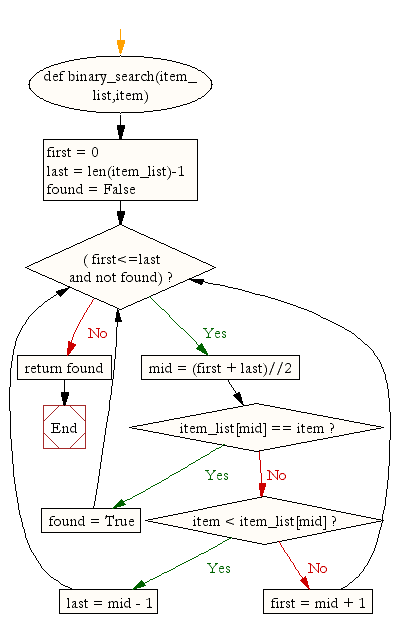 def binary_search(item_
list,item)
first = 0
last = len(item_list)-1
found = False
( first<=last
and not found) ?
No
Yes
return found
mid = (first + last)//2
End
item_list[mid] == item ?
Yes
No
found = True
item < item_list[mid] ?
Yes
No
last = mid - 1
first = mid + 1